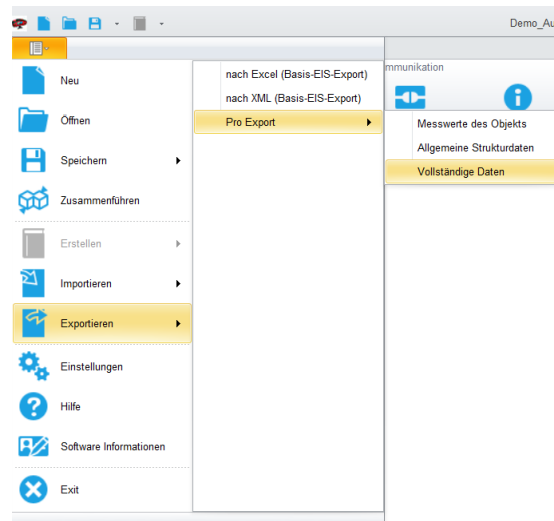 Demo_Au
mmunikation
Neu
Öffnen
Speichern
Zusammenführen
Erstellen
Importieren
Exportieren
Einstellungen
Hilfe
Software Informationen
Exit
nach Excel (Basis-EIS-Export)
nach XML (Basis-EIS-Export)
Pro Export
Messwerte des Objekts
Allgemeine Strukturdaten
Vollständige Daten